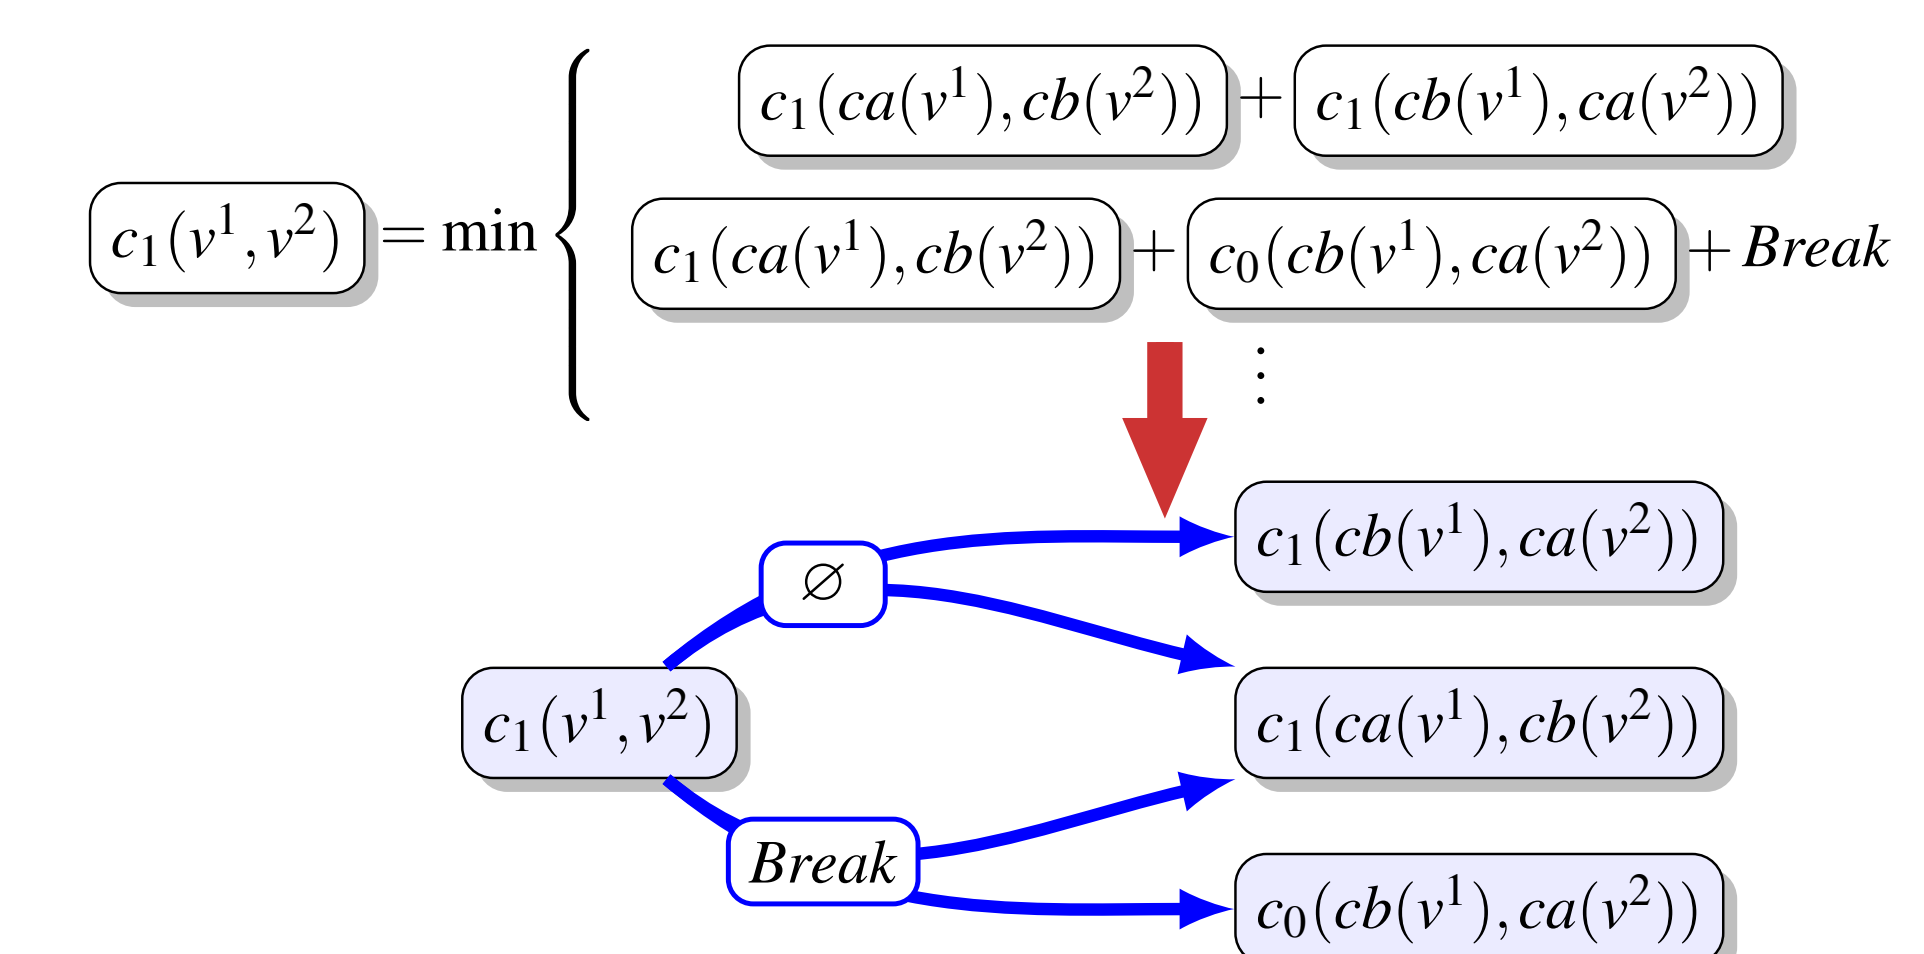 c₁(ca(v¹),cb(v²)) + c₁(cb(v¹),ca(v²))
c₁(v¹,v²) = min {
c₁(ca(v¹),cb(v²)) + c₀(cb(v¹),ca(v²)) + Break
⋮
c₁(cb(v¹),ca(v²))
∅
c₁(v¹,v²)
c₁(ca(v¹),cb(v²))
Break
c₀(cb(v¹),ca(v²))